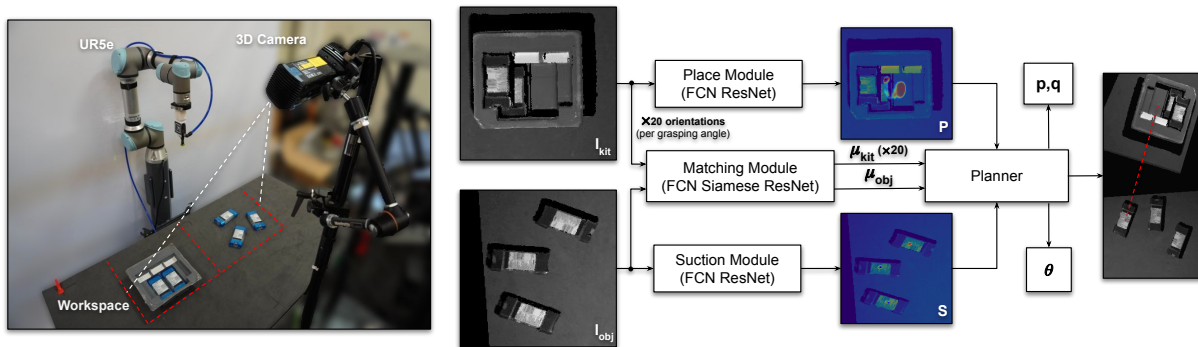 UR5e
3D Camera
Workspace
I_kit
I_obj
×20 orientations
(per grasping angle)
Place Module
(FCN ResNet)
Matching Module
(FCN Siamese ResNet)
Suction Module
(FCN ResNet)
P
μ_kit (×20)
μ_obj
S
Planner
p,q
θ